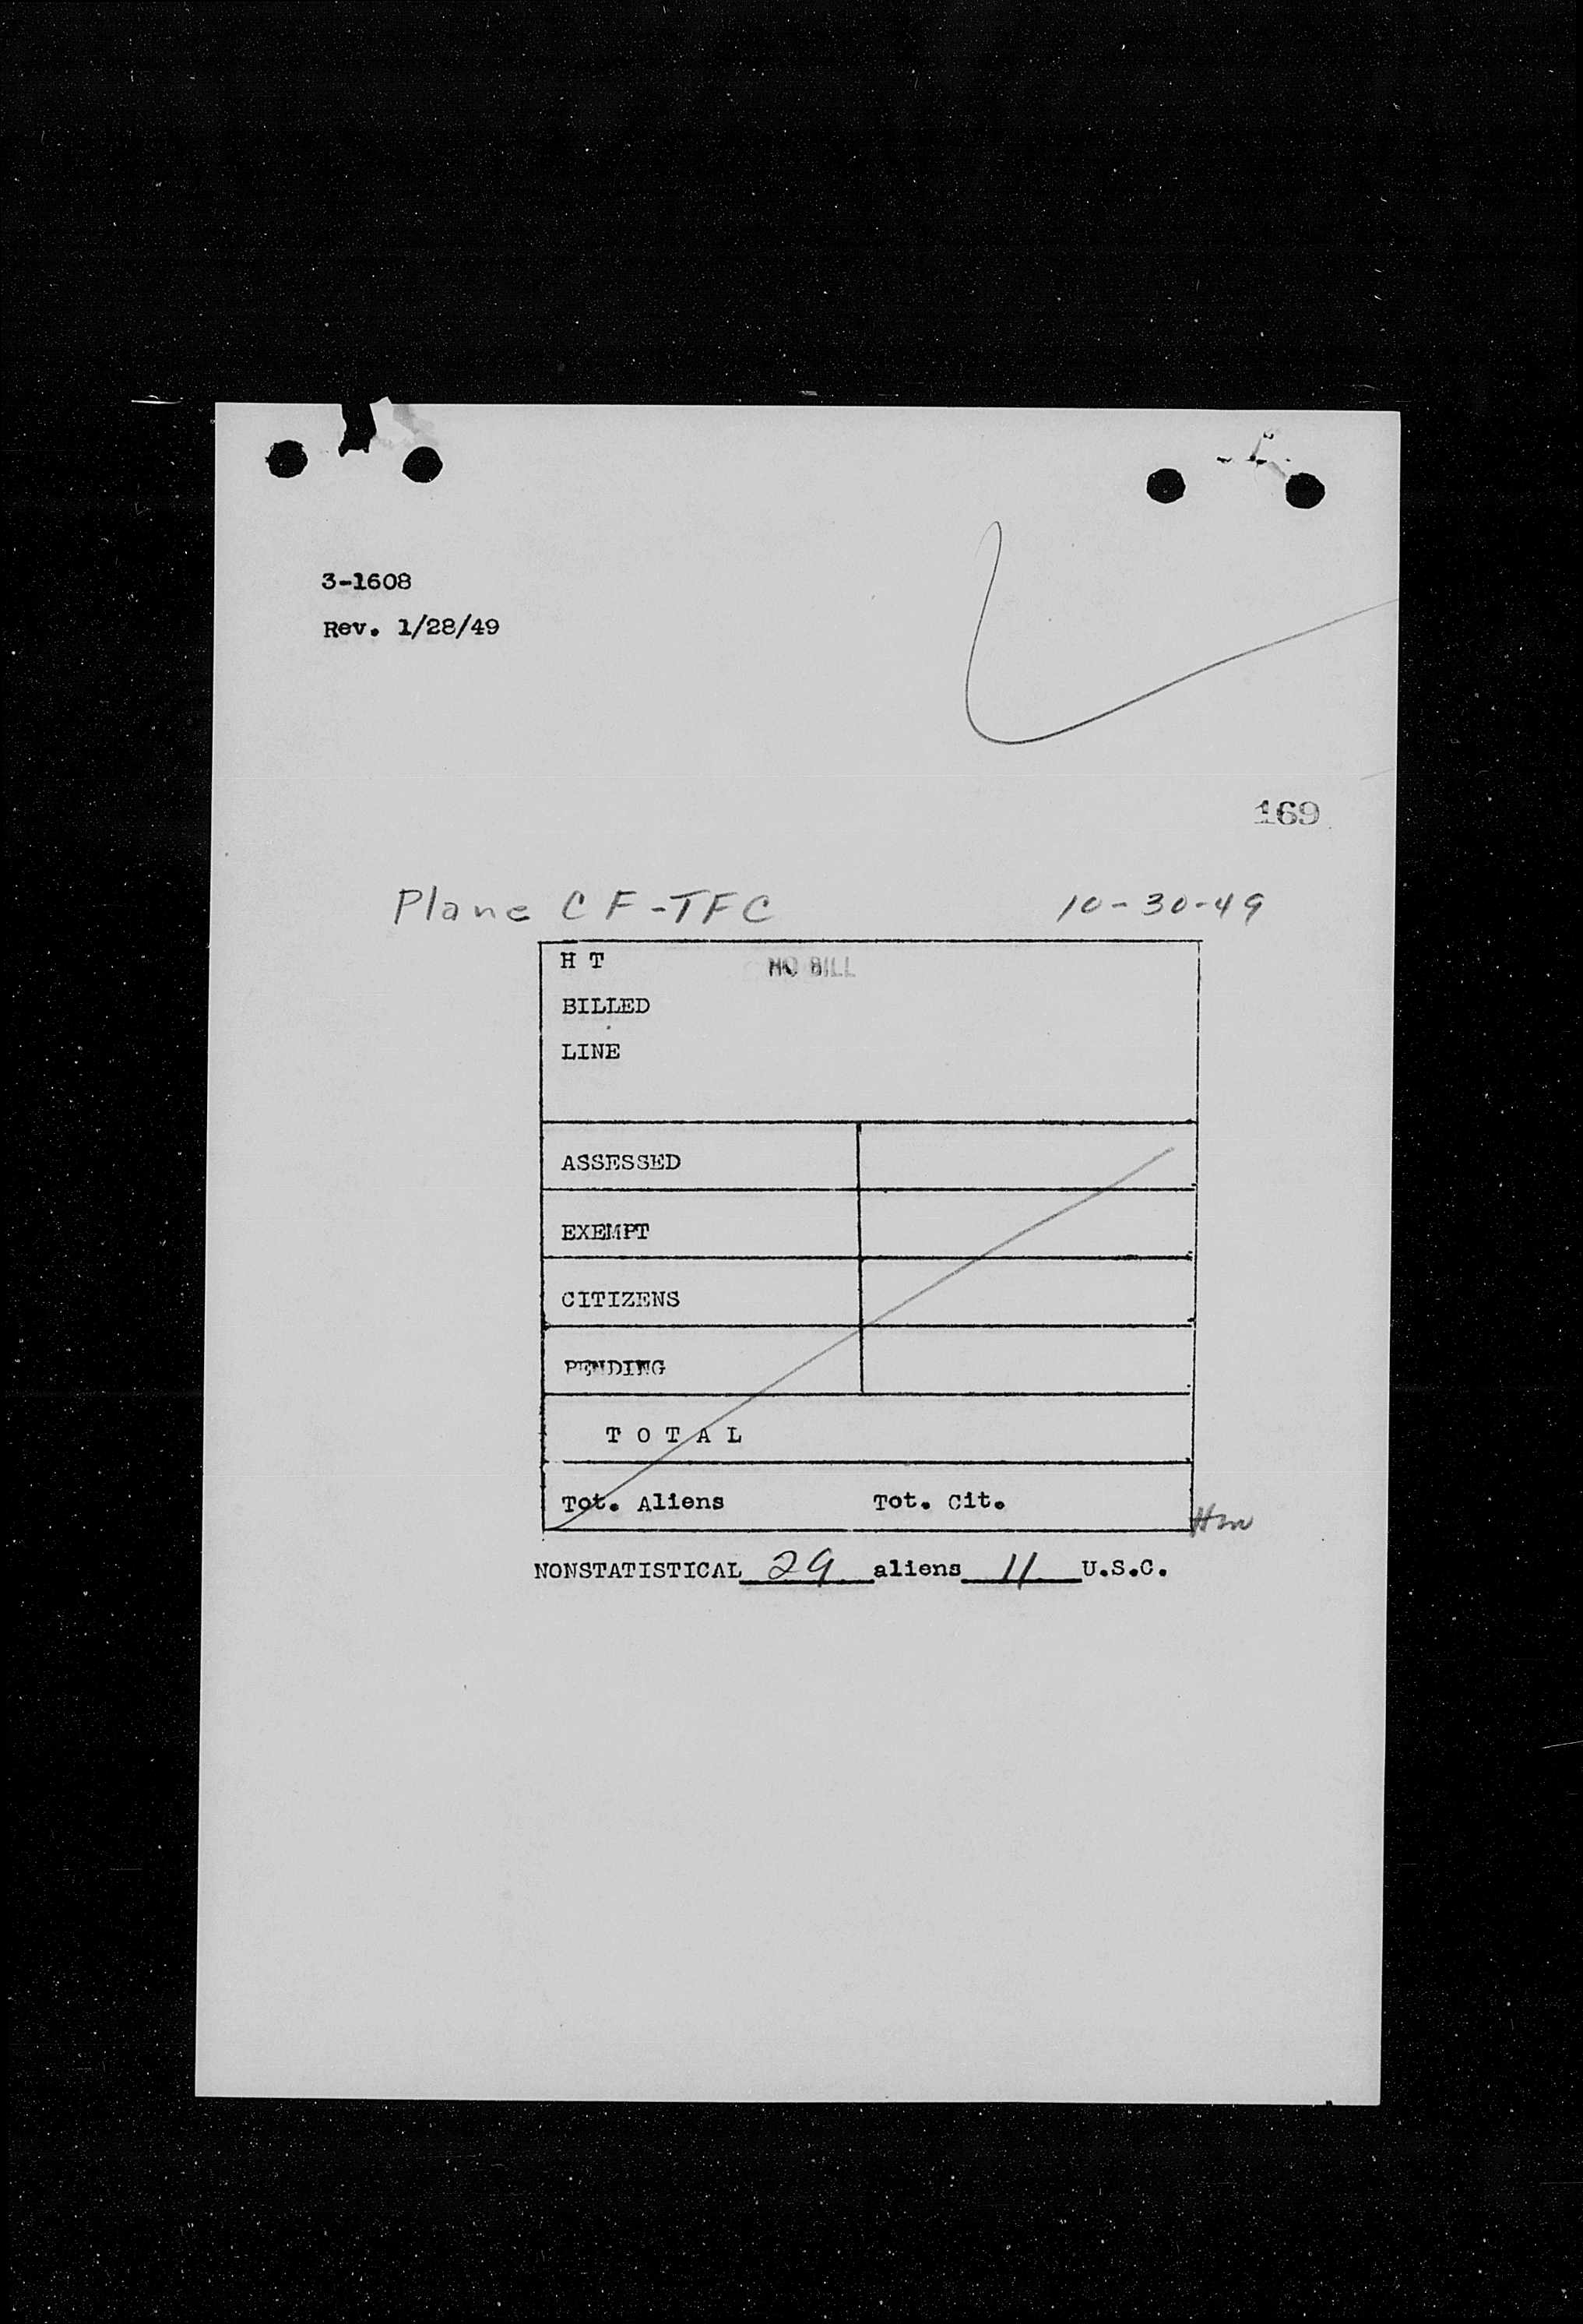 3-1608
Rev. 1/28/49
169
Plane CF-TFC 10-30-49
H T NO BILL
BILLED
LINE
ASSESSED
EXEMPT
CITIZENS
PENDING
T O T A L
Tot. Aliens Tot. Cit.
NONSTATISTICAL 29 aliens 11 U.S.C.